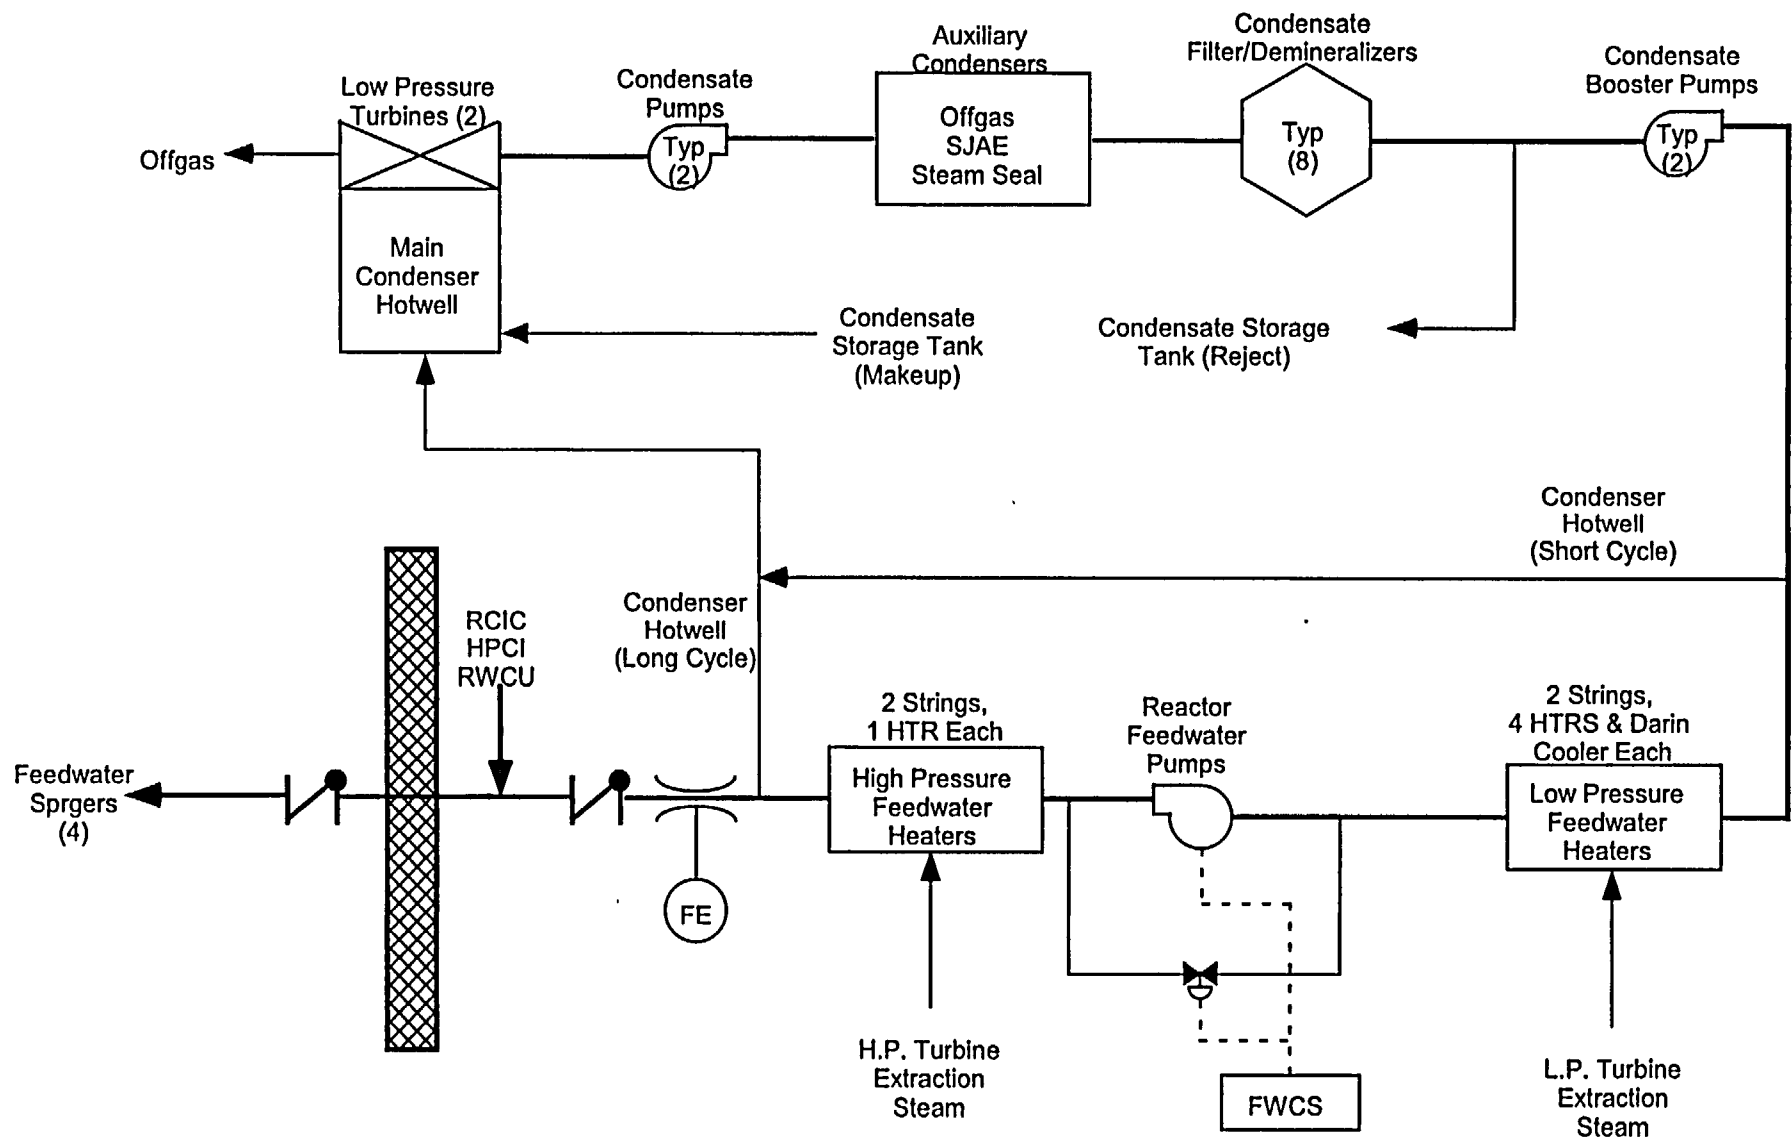 Low Pressure
Turbines (2)
Condensate
Pumps
Auxiliary
Condensers
Condensate
Filter/Demineralizers
Condensate
Booster Pumps
Offgas
Typ
(2)
Offgas
SJAE
Steam Seal
Typ
(8)
Typ
(2)
Main
Condenser
Hotwell
Condensate
Storage Tank
(Makeup)
Condensate Storage
Tank (Reject)
Condenser
Hotwell
(Short Cycle)
RCIC
HPCI
RWCU
Condenser
Hotwell
(Long Cycle)
2 Strings,
1 HTR Each
Reactor
Feedwater
Pumps
2 Strings,
4 HTRS & Darin
Cooler Each
Feedwater
Sprgers
(4)
High Pressure
Feedwater
Heaters
Low Pressure
Feedwater
Heaters
FE
H.P. Turbine
Extraction
Steam
FWCS
L.P. Turbine
Extraction
Steam